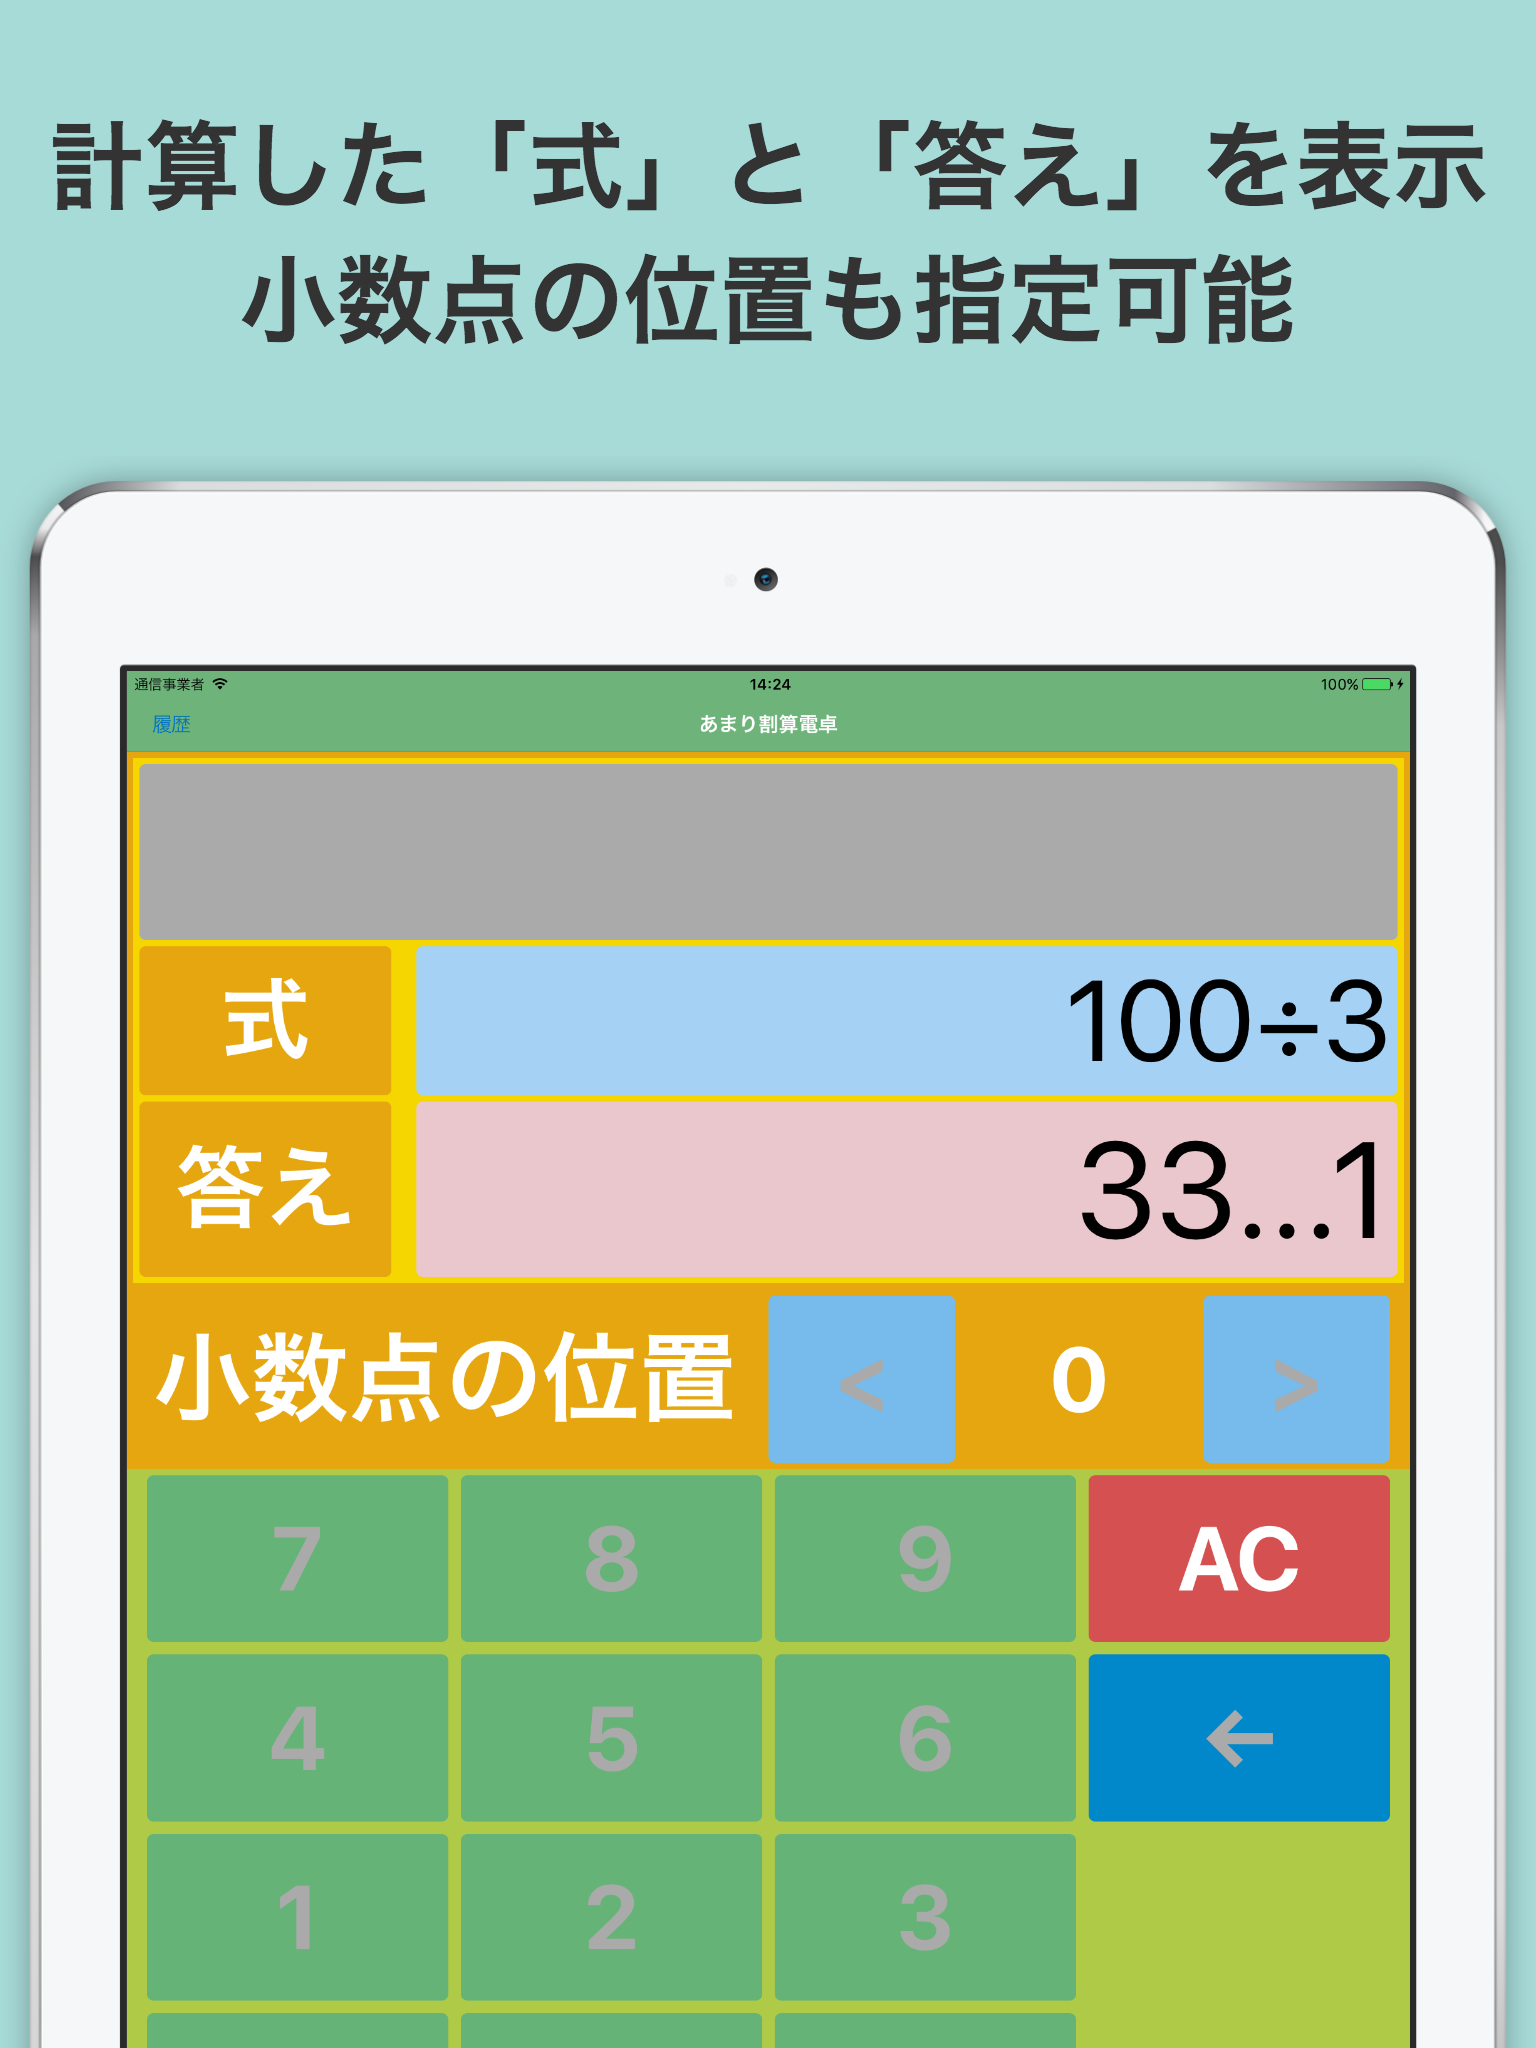 計算した「式」と「答え」を表示
小数点の位置も指定可能
通信事業者 14:24 100%
履歴 あまり割算電卓
式 100÷3
答え 33...1
小数点の位置 < 0 >
7 8 9 AC
4 5 6 ←
1 2 3